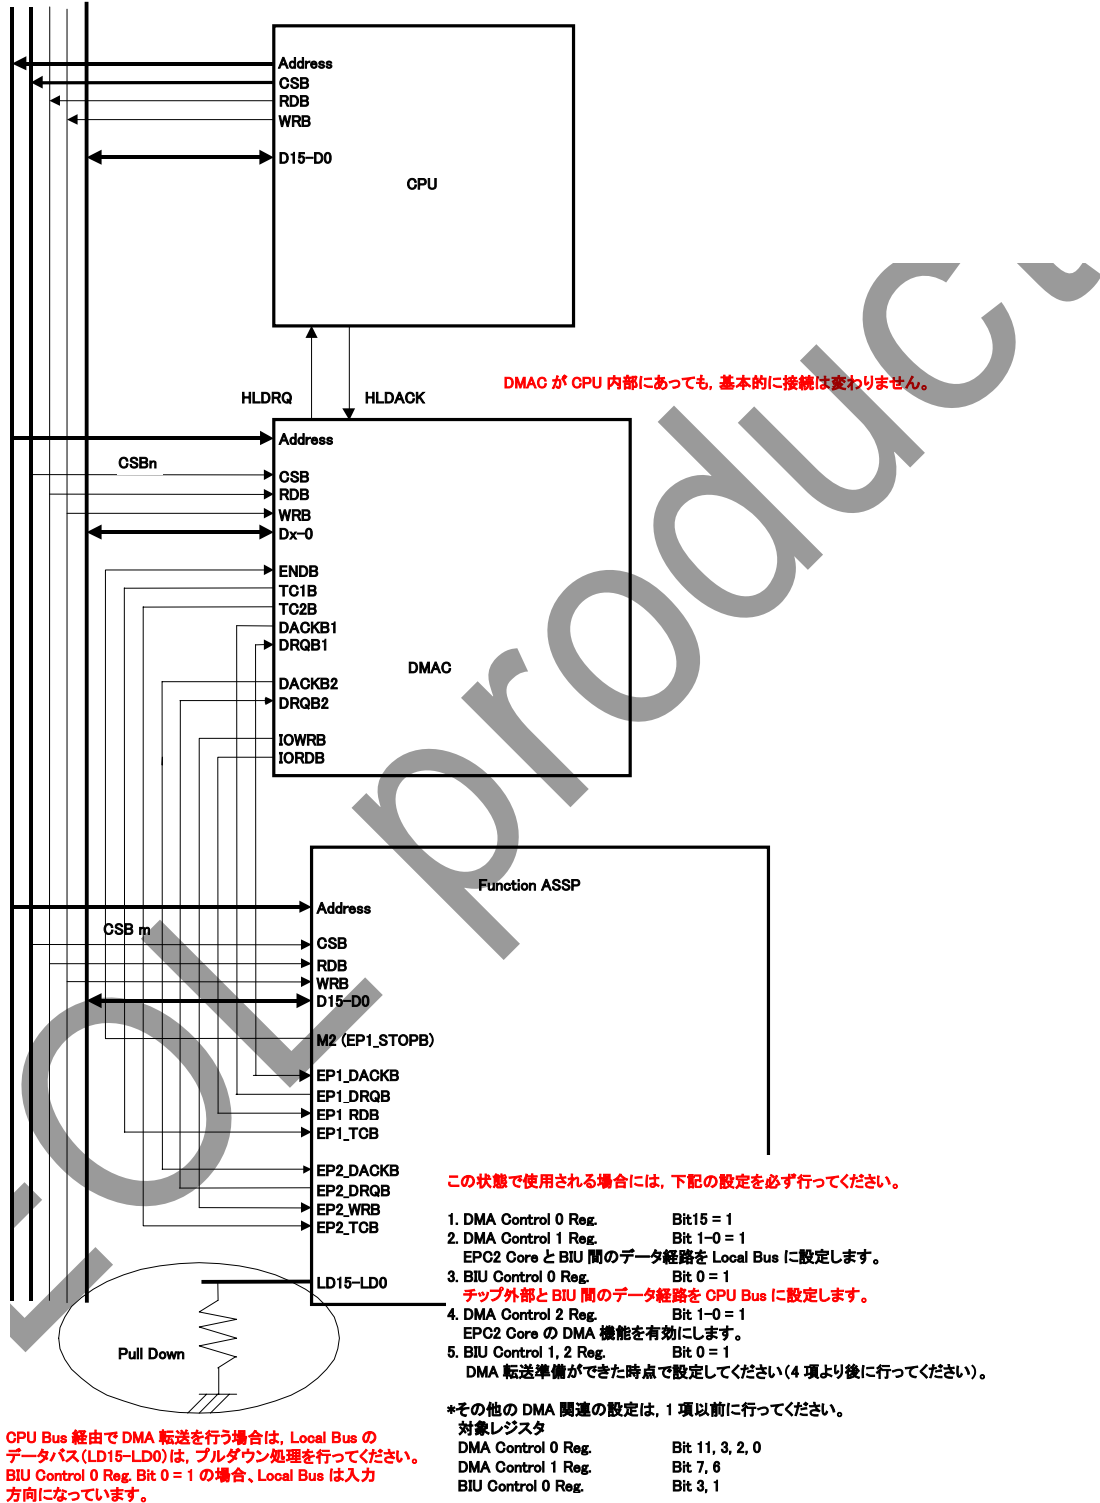 Address
CSB
RDB
WRB
D15-D0
CPU
DMAC が CPU 内部にあっても, 基本的に接続は変わりません。
HLDRQ
HLDACK
Address
CSBn
CSB
RDB
WRB
Dx-0
ENDB
TC1B
TC2B
DACKB1
DRQB1
DMAC
DACKB2
DRQB2
IOWRB
IORDB
Function ASSP
Address
CSB m
CSB
RDB
WRB
D15-D0
M2 (EP1_STOPB)
EP1_DACKB
EP1_DRQB
EP1_RDB
EP1_TCB
EP2_DACKB
EP2_DRQB
EP2_WRB
EP2_TCB
LD15-LD0
Pull Down
この状態で使用される場合には, 下記の設定を必ず行ってください。
1. DMA Control 0 Reg. Bit15 = 1
2. DMA Control 1 Reg. Bit 1-0 = 1
EPC2 Core と BIU 間のデータ経路を Local Bus に設定します。
3. BIU Control 0 Reg. Bit 0 = 1
チップ外部と BIU 間のデータ経路を CPU Bus に設定します。
4. DMA Control 2 Reg. Bit 1-0 = 1
EPC2 Core の DMA 機能を有効にします。
5. BIU Control 1, 2 Reg. Bit 0 = 1
DMA 転送準備ができた時点で設定してください(4 項より後に行ってください)。
*その他の DMA 関連の設定は, 1 項以前に行ってください。
対象レジスタ
DMA Control 0 Reg. Bit 11, 3, 2, 0
DMA Control 1 Reg. Bit 7, 6
BIU Control 0 Reg. Bit 3, 1
CPU Bus 経由で DMA 転送を行う場合は, Local Bus の
データバス(LD15-LD0)は, プルダウン処理を行ってください。
BIU Control 0 Reg. Bit 0 = 1 の場合、Local Bus は入力
方向になっています。
EOL product